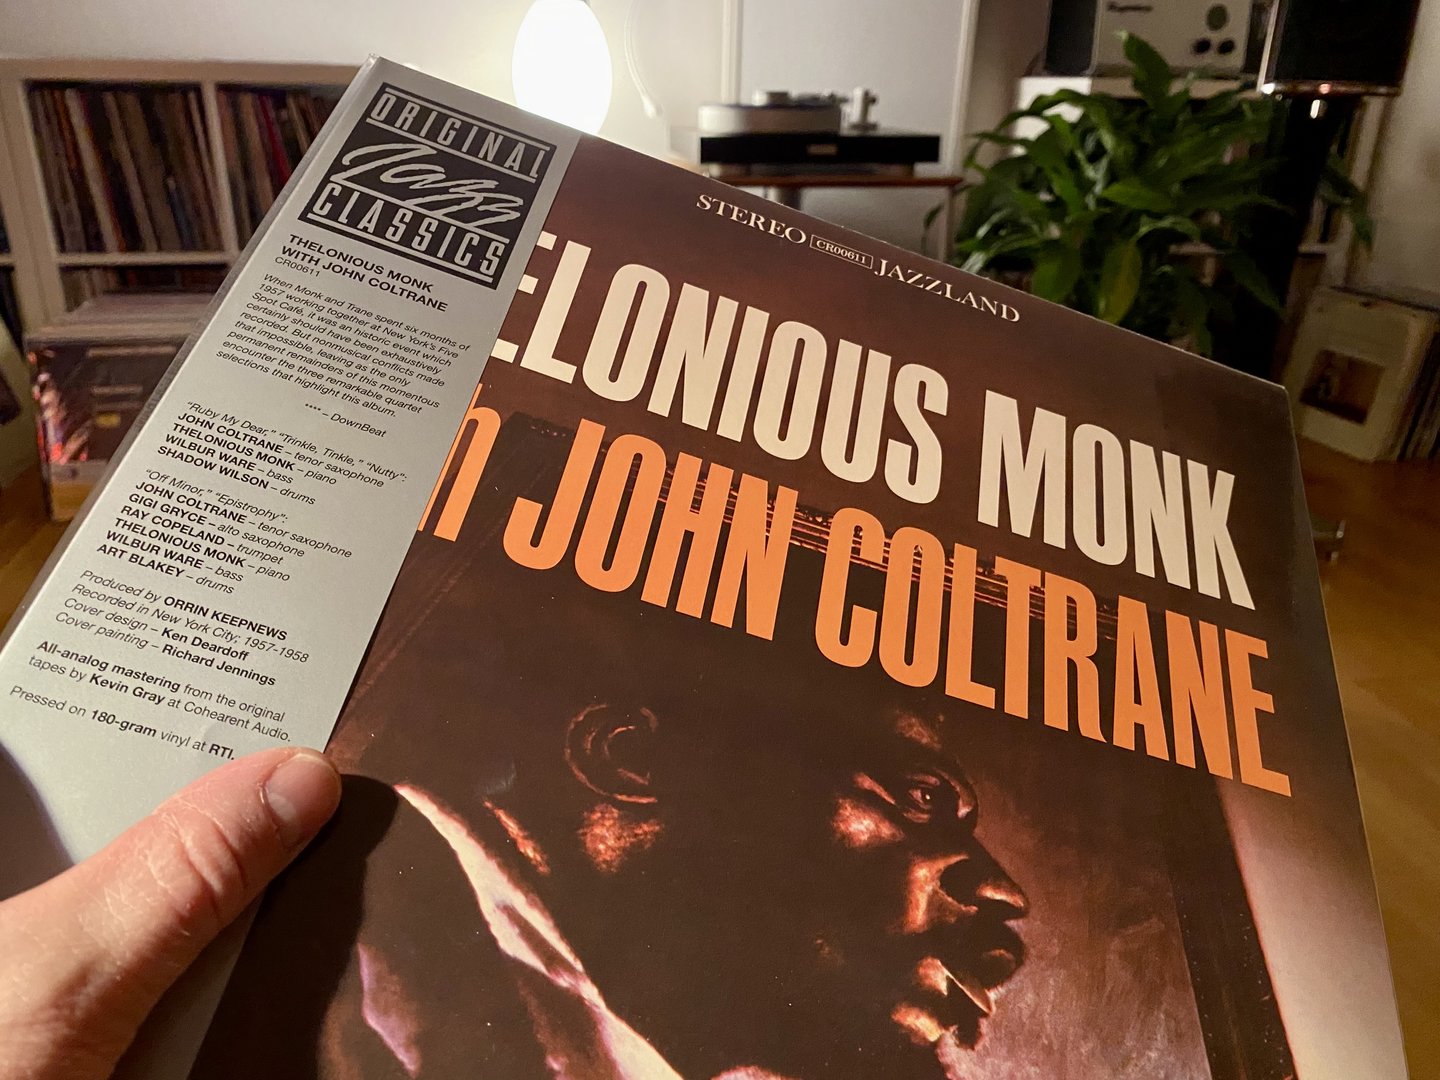 ORIGINAL
Jazz
CLASSICS
THELONIOUS MONK
WITH JOHN COLTRANE
CR00611
When Monk and Trane spent six months of
1957 working together at New York's Five
Spot Café, it was an historic event which
certainly should have been exhaustively
recorded. But nonmusical conflicts made
that impossible, leaving as the only
permanent remainders of this momentous
encounter the three remarkable quartet
selections that highlight this album.
**** – DownBeat
"Ruby My Dear," "Trinkle, Tinkle," "Nutty":
JOHN COLTRANE – tenor saxophone
THELONIOUS MONK – piano
WILBUR WARE – bass
SHADOW WILSON – drums
"Off Minor," "Epistrophy":
JOHN COLTRANE – tenor saxophone
GIGI GRYCE – alto saxophone
RAY COPELAND – trumpet
THELONIOUS MONK – piano
WILBUR WARE – bass
ART BLAKEY – drums
Produced by ORRIN KEEPNEWS
Recorded in New York City; 1957-1958
Cover design – Ken Deardoff
Cover painting – Richard Jennings
All-analog mastering from the original
tapes by Kevin Gray at Cohearent Audio.
Pressed on 180-gram vinyl at RTI.
STEREO CR00611 JAZZLAND
ELONIOUS MONK
h JOHN COLTRANE